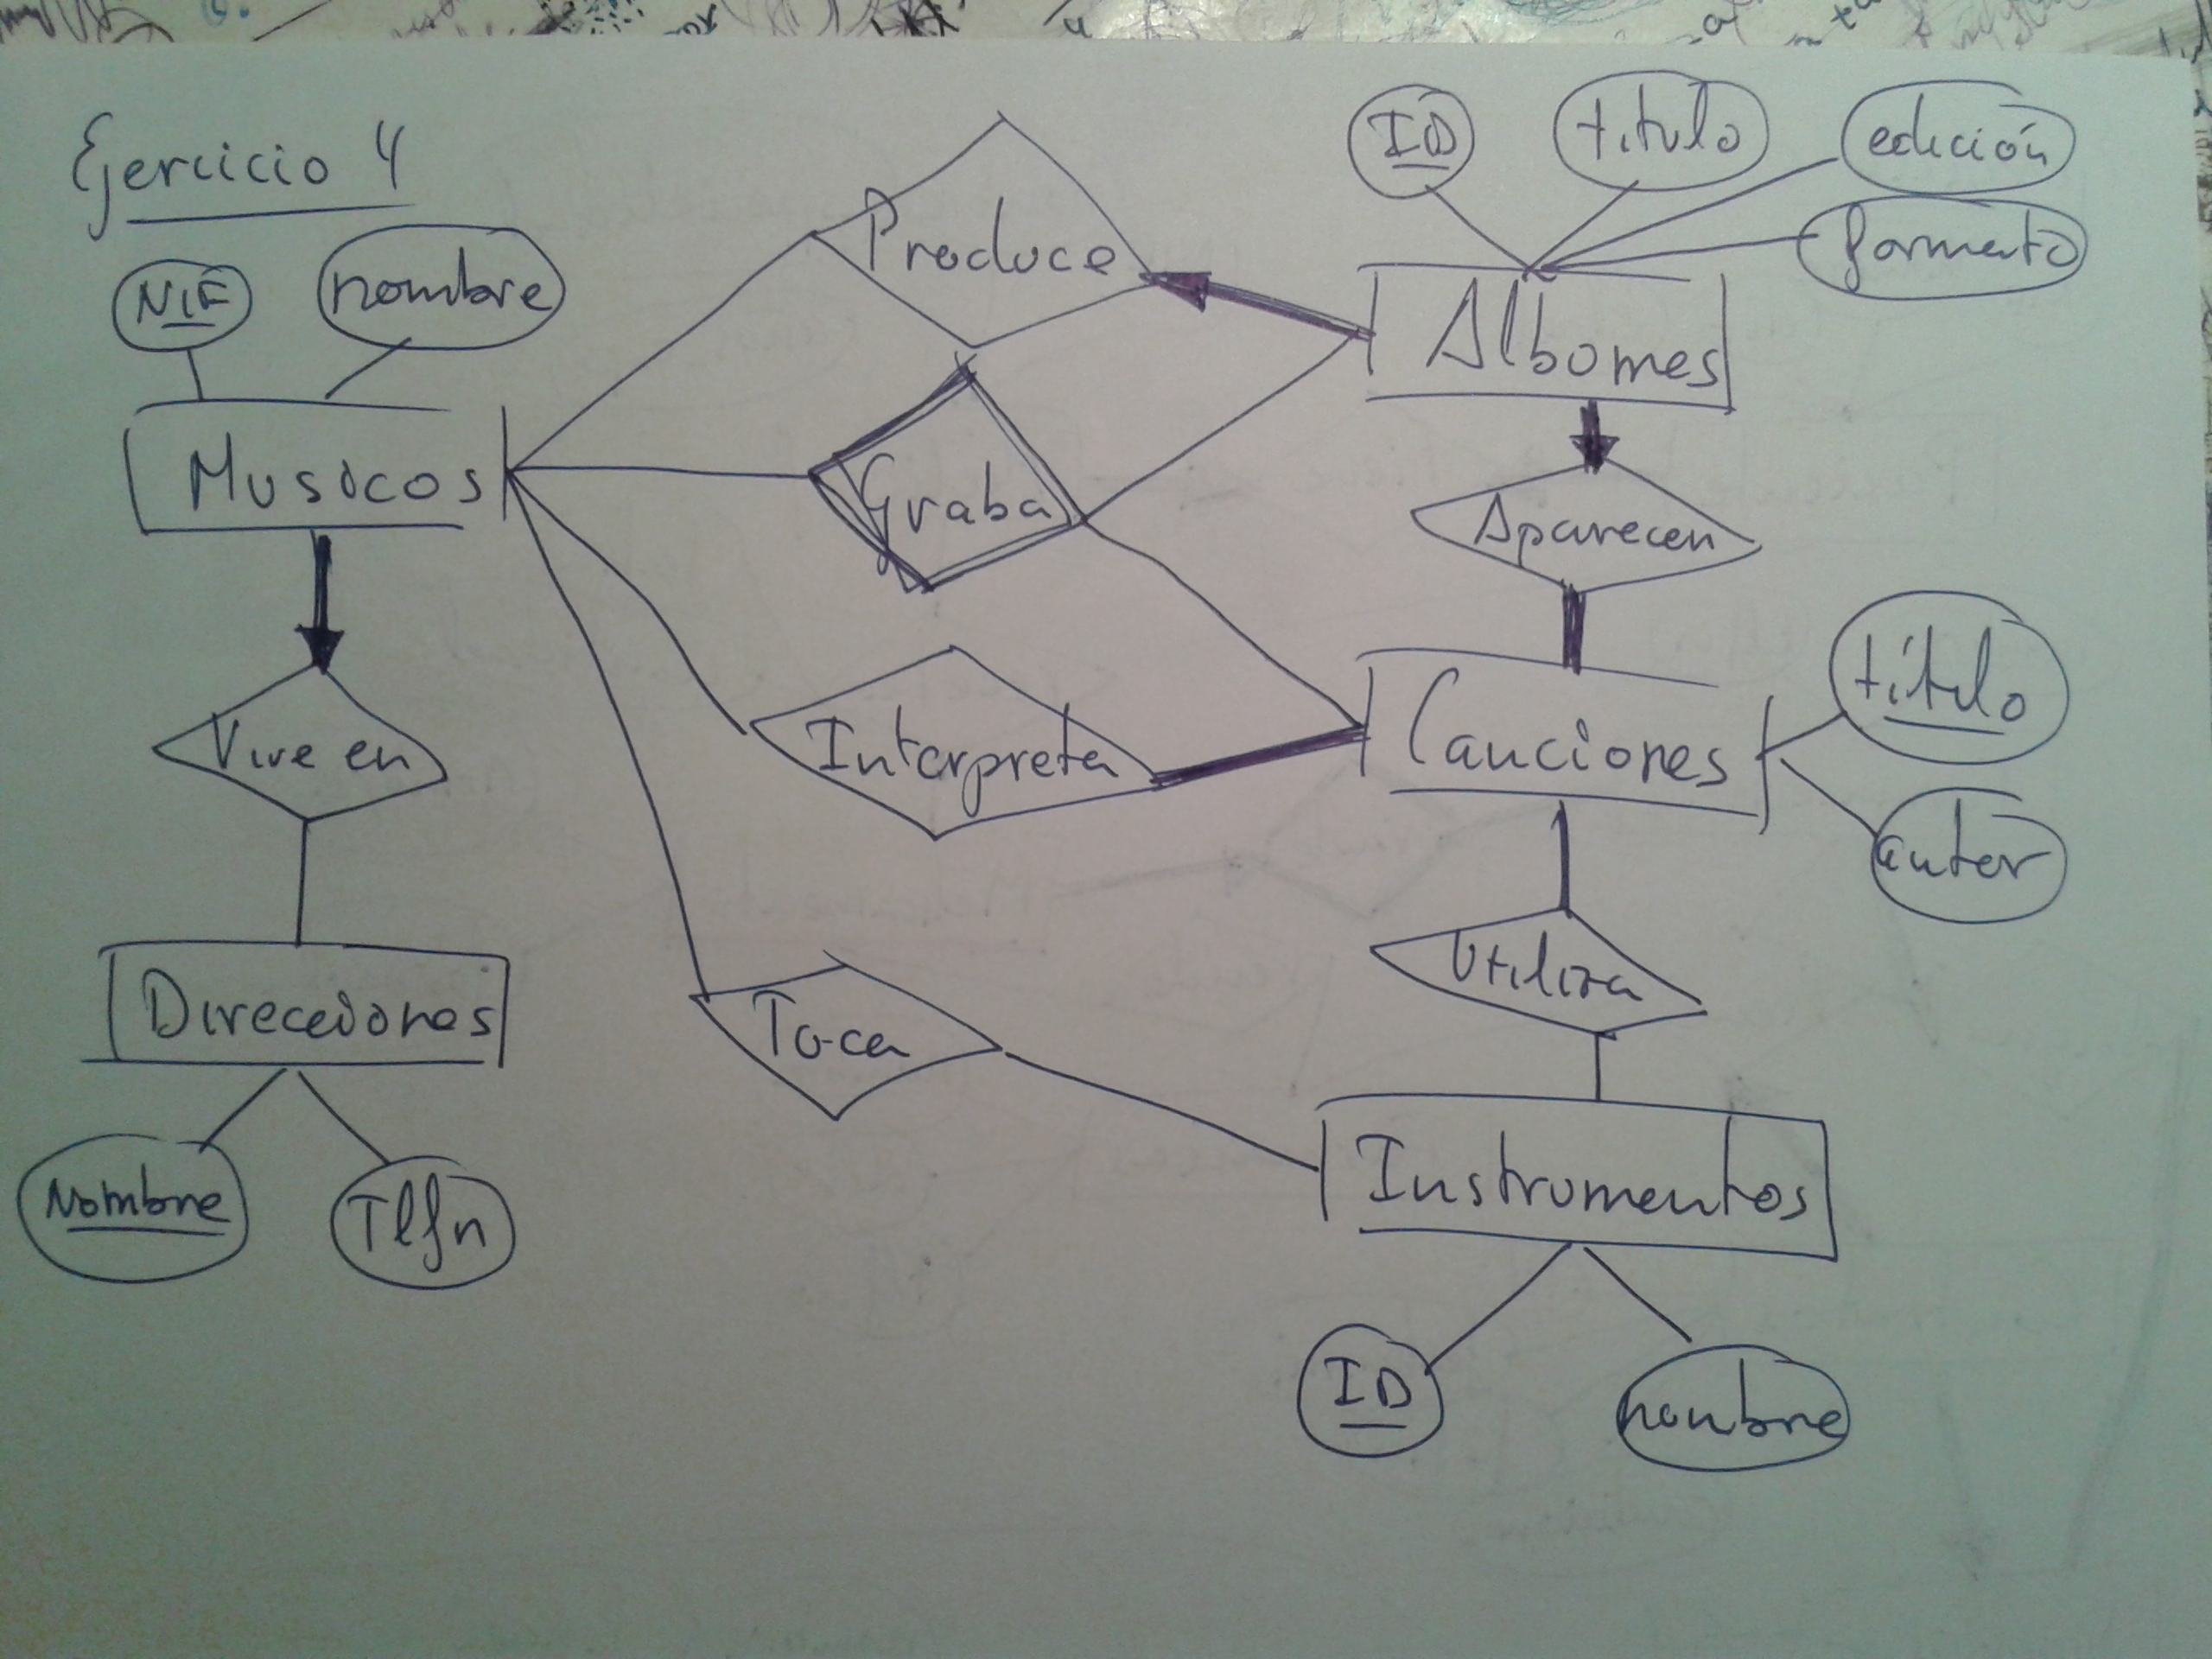 Ejercicio 4
NIF
nombre
Musicos
Vive en
Direcciones
Nombre
Tlfn
Produce
Graba
Interpreta
Toca
ID
titulo
edición
formato
Albomes
Aparecen
Canciones
título
autor
Utiliza
Instrumentos
ID
nombre